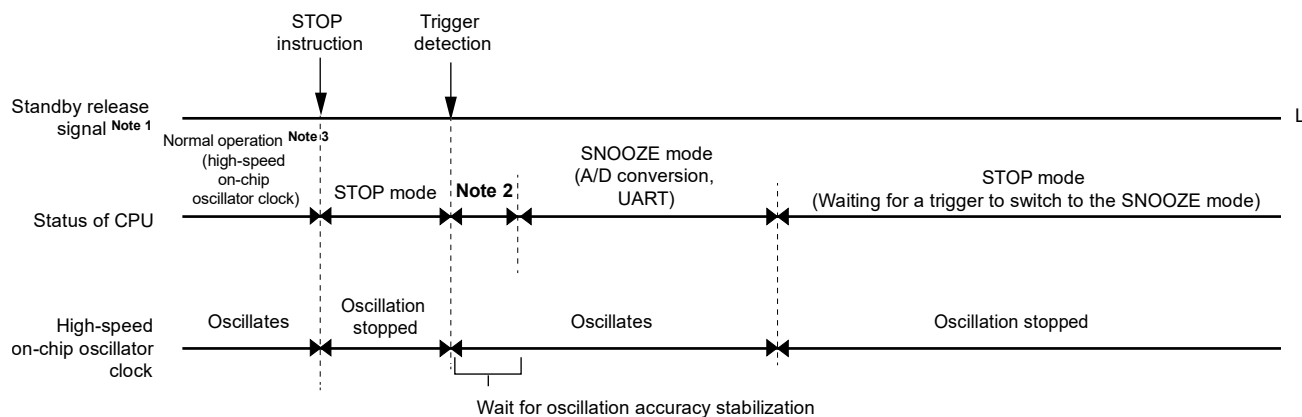 STOP
instruction
Trigger
detection
Standby release
signal Note 1
L
Normal operation Note 3
(high-speed
on-chip
oscillator clock)
STOP mode
Note 2
SNOOZE mode
(A/D conversion,
UART)
STOP mode
(Waiting for a trigger to switch to the SNOOZE mode)
Status of CPU
Oscillates
Oscillation
stopped
Oscillates
Oscillation stopped
High-speed
on-chip oscillator
clock
Wait for oscillation accuracy stabilization